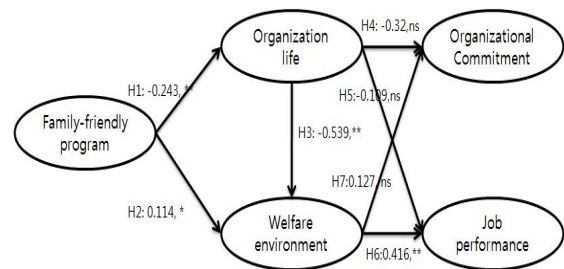 H4: -0.32,ns
Organization
life
Organizational
Commitment
H1: -0.243, **
H5:-0.109,ns
Family-friendly
program
H3: -0.539,**
H7:0.127, ns
H2: 0.114, *
Welfare
environment
Job
performance
H6:0.416,**